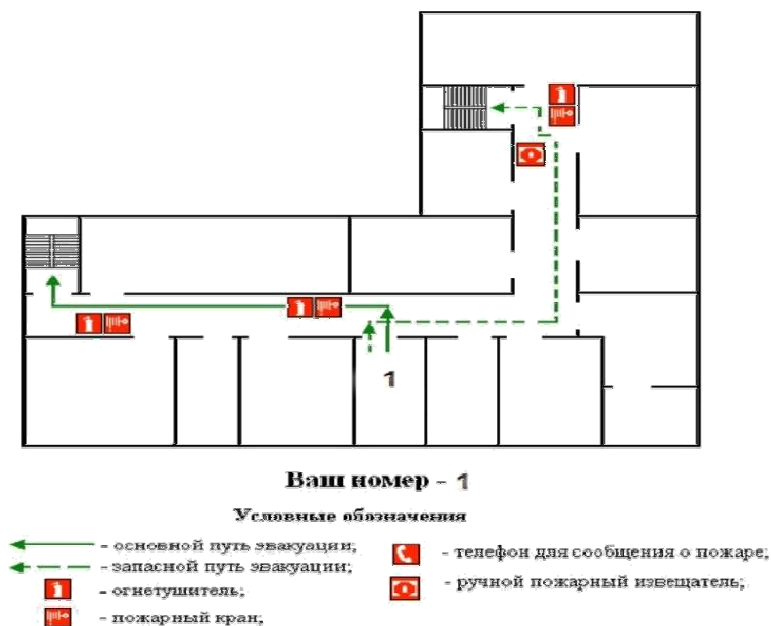 1
Ваш номер - 1
Условные обозначения
- основной путь эвакуации;
- запасной путь эвакуации;
- огнетушитель;
- пожарный кран;
- телефон для сообщения о пожаре;
- ручной пожарный извещатель;